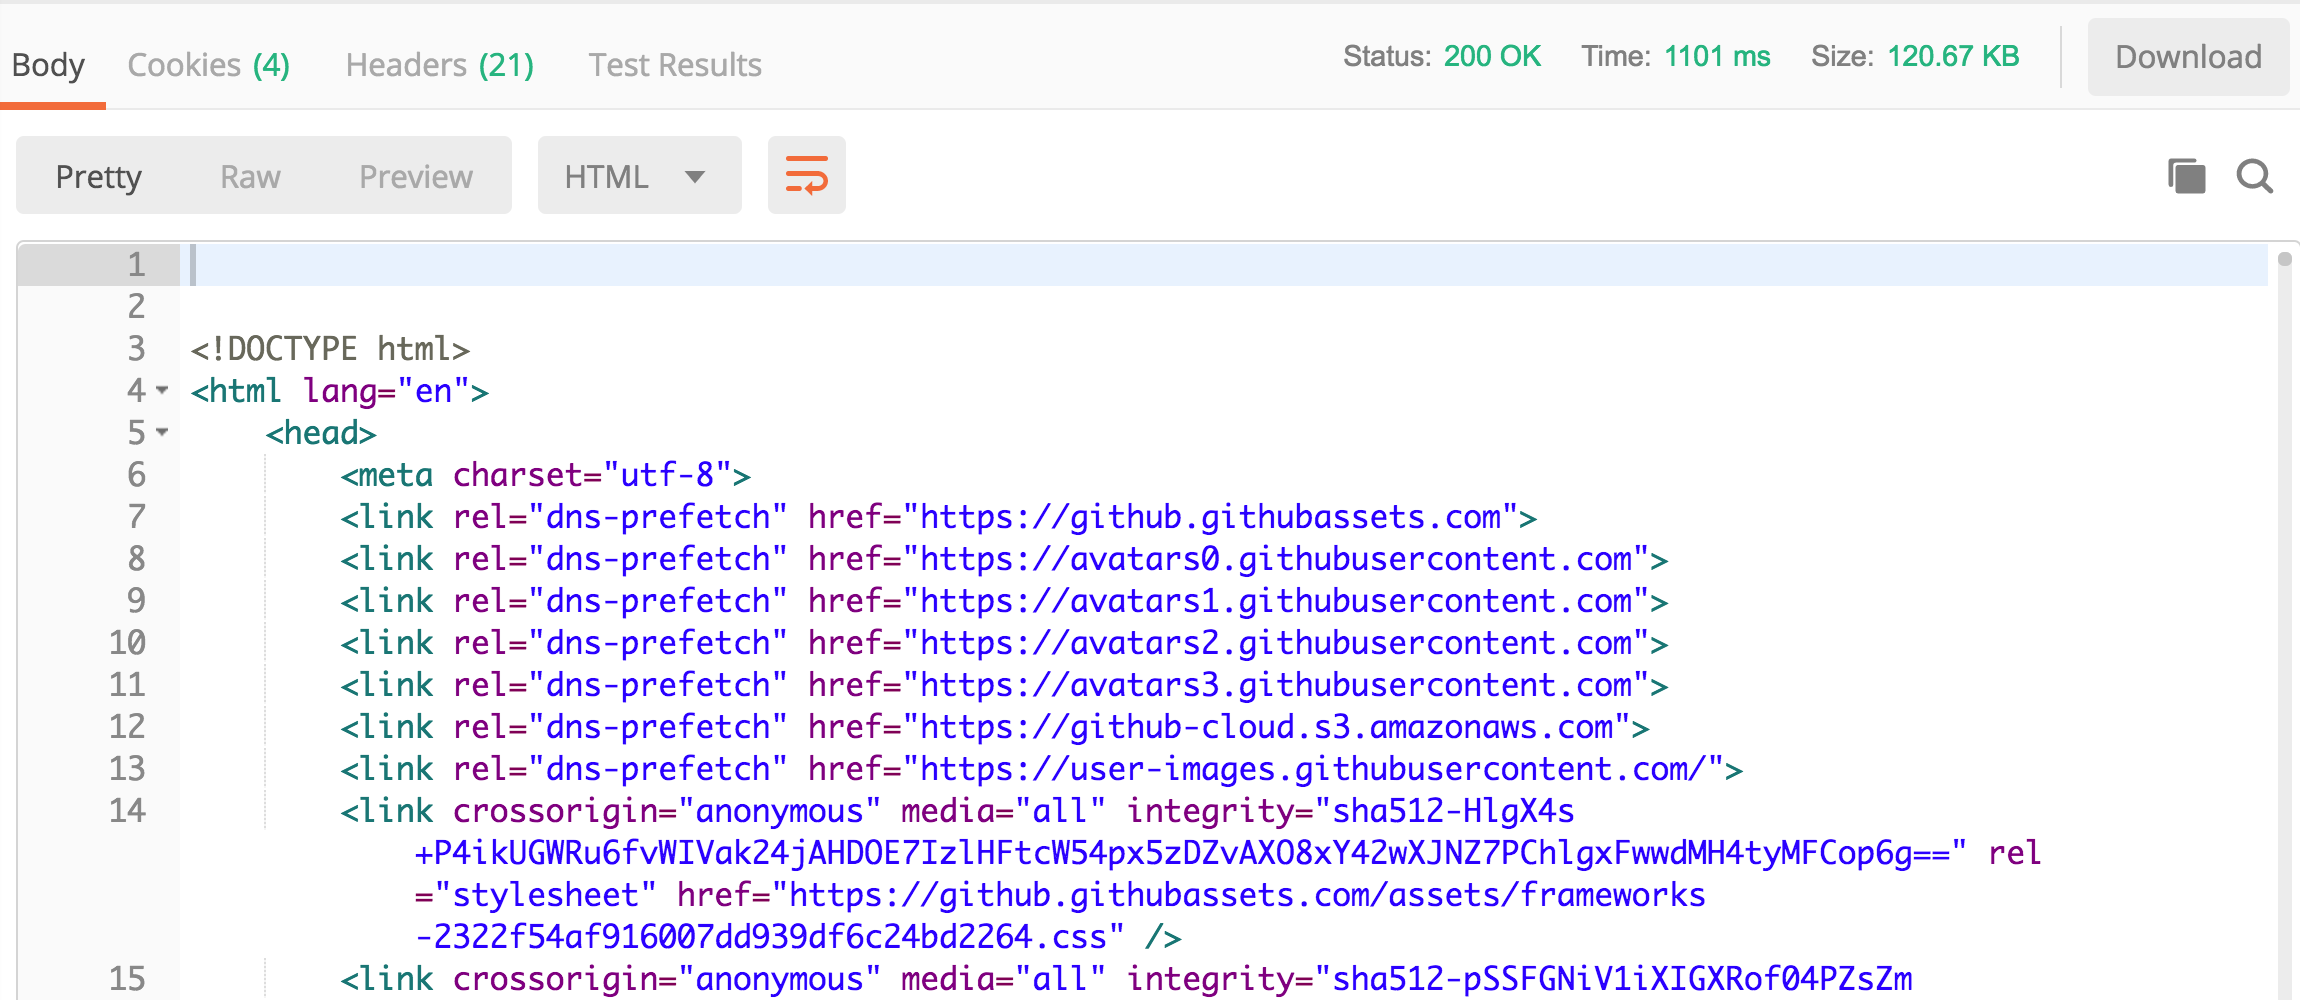 Body Cookies (4) Headers (21) Test Results Status: 200 OK Time: 1101 ms Size: 120.67 KB Download
Pretty Raw Preview HTML
1
2
3 <!DOCTYPE html>
4 <html lang="en">
5 <head>
6 <meta charset="utf-8">
7 <link rel="dns-prefetch" href="https://github.githubassets.com">
8 <link rel="dns-prefetch" href="https://avatars0.githubusercontent.com">
9 <link rel="dns-prefetch" href="https://avatars1.githubusercontent.com">
10 <link rel="dns-prefetch" href="https://avatars2.githubusercontent.com">
11 <link rel="dns-prefetch" href="https://avatars3.githubusercontent.com">
12 <link rel="dns-prefetch" href="https://github-cloud.s3.amazonaws.com">
13 <link rel="dns-prefetch" href="https://user-images.githubusercontent.com/">
14 <link crossorigin="anonymous" media="all" integrity="sha512-HlgX4s
+P4ikUGWRu6fvWIVak24jAHDOE7IzlHFtcW54px5zDZvAXO8xY42wXJNZ7PChlgxFwwdMH4tyMFCop6g==" rel
="stylesheet" href="https://github.githubassets.com/assets/frameworks
-2322f54af916007dd939df6c24bd2264.css" />
15 <link crossorigin="anonymous" media="all" integrity="sha512-pSSFGNiV1iXIGXRof04PZsZm